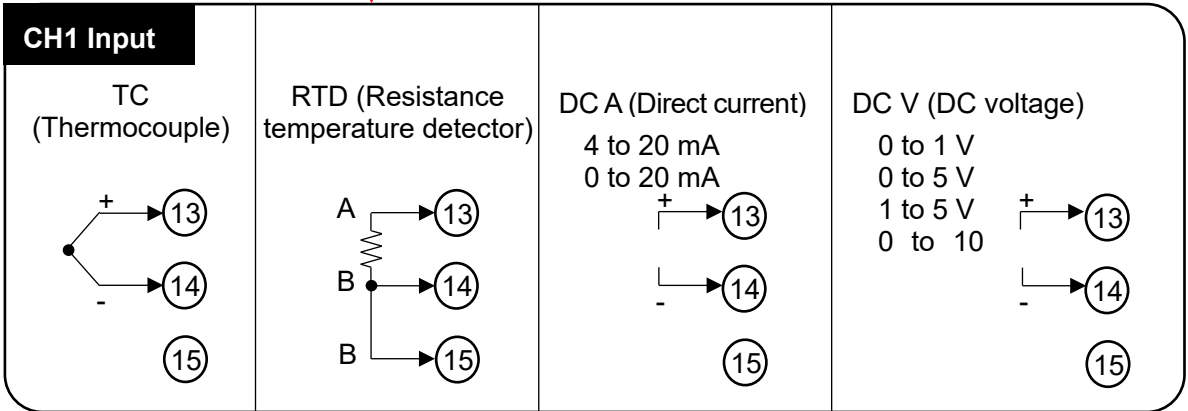 CH1 Input
TC
(Thermocouple)
+
13
-
14
15
RTD (Resistance
temperature detector)
A
13
B
14
B
15
DC A (Direct current)
4 to 20 mA
0 to 20 mA
+
13
-
14
15
DC V (DC voltage)
0 to 1 V
0 to 5 V
1 to 5 V
0 to 10
+
13
-
14
15